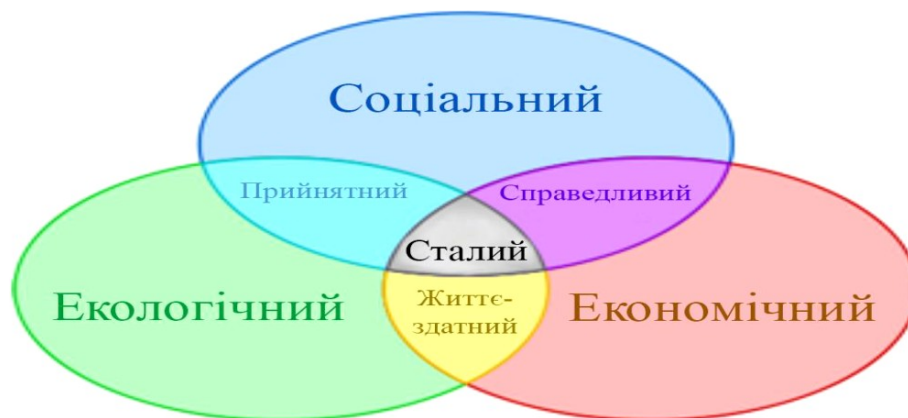 Соціальний
Прийнятний
Справедливий
Сталий
Екологічний
Життє-
здатний
Економічний